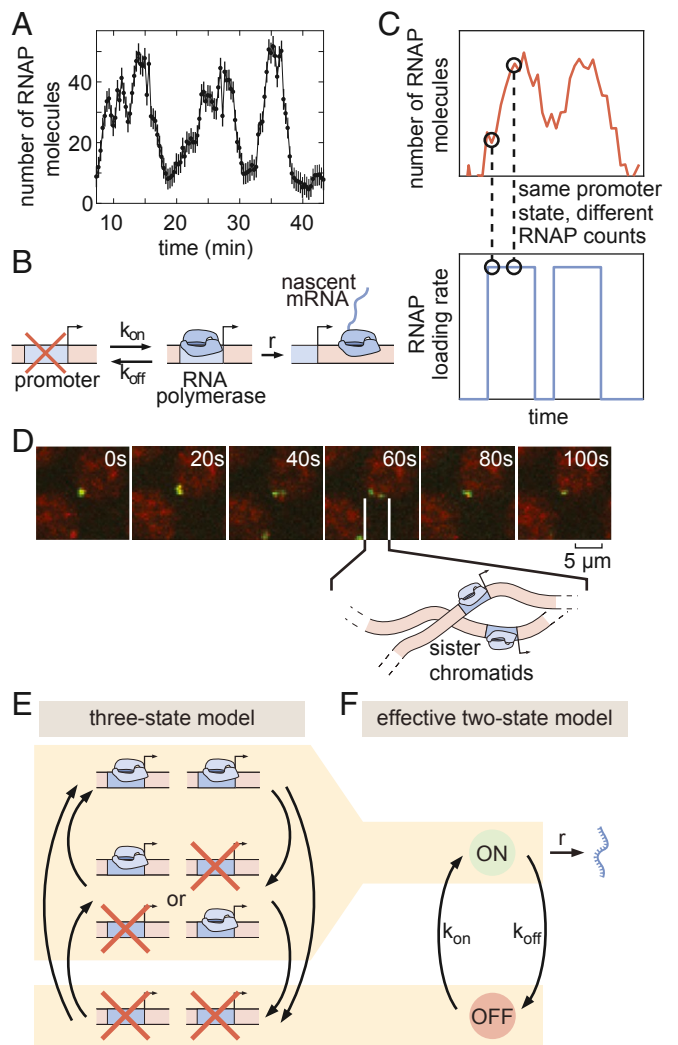 A
number of RNAP
molecules
40
20
0
10
20
30
40
time (min)
B
promoter
kon
koff
RNA
polymerase
r
nascent
mRNA
C
number of RNAP
molecules
same promoter
state, different
RNAP counts
RNAP
loading rate
time
D
0s
20s
40s
60s
80s
100s
5 μm
sister
chromatids
E
three-state model
or
F
effective two-state model
ON
r
kon
koff
OFF